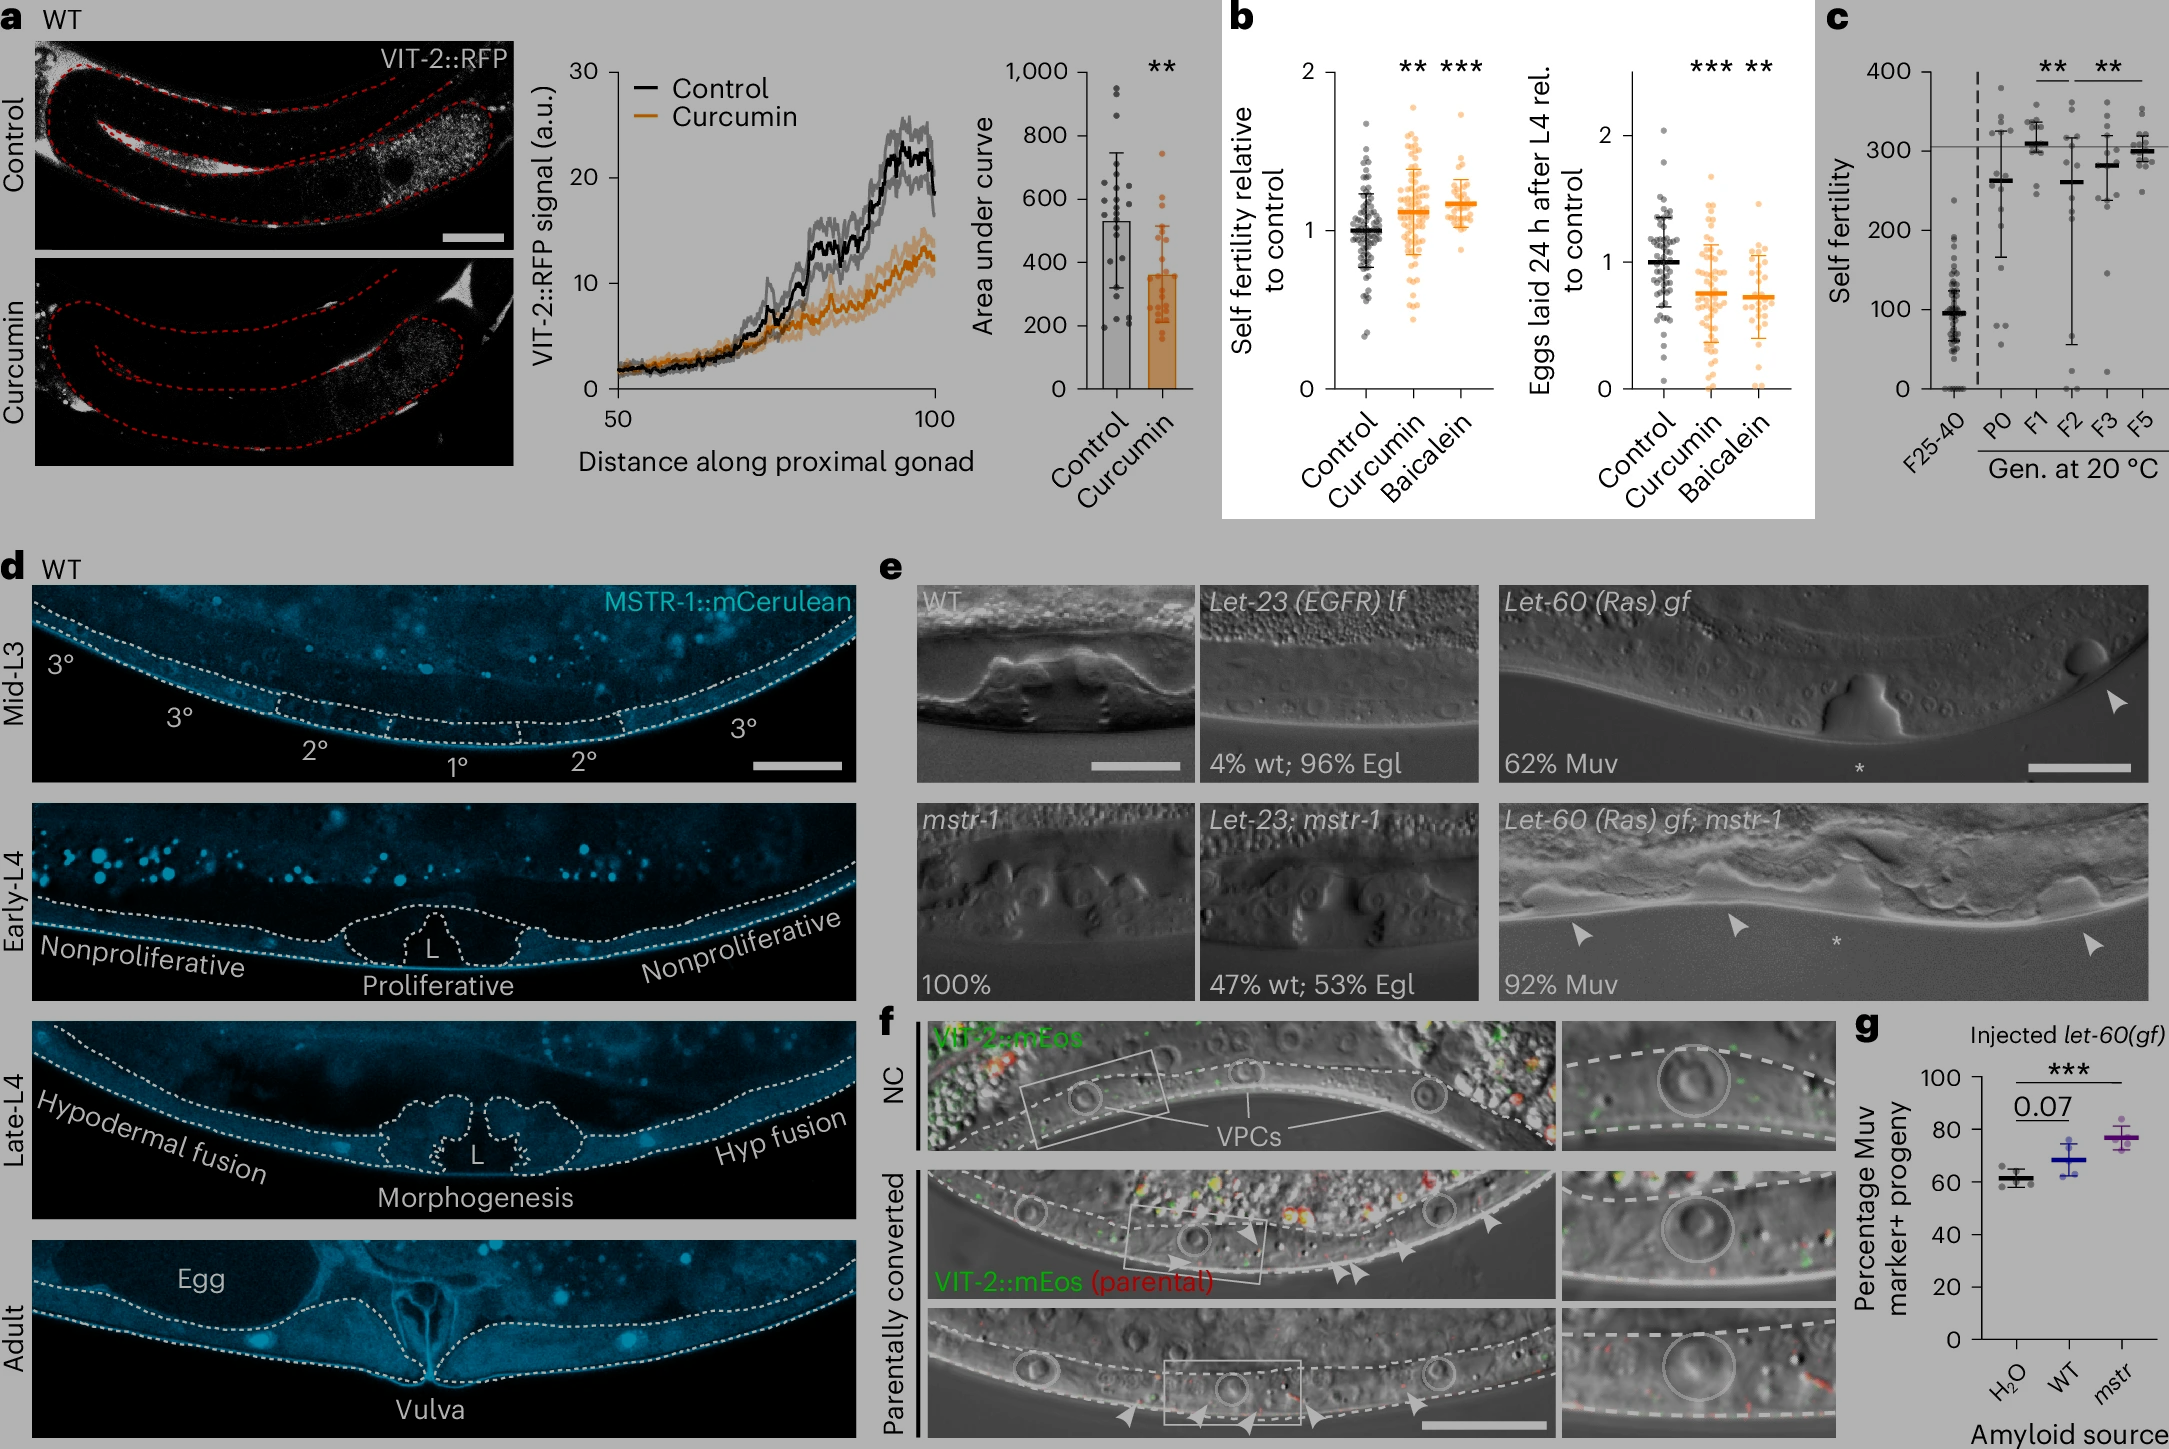 a WT
VIT-2::RFP
Control
Curcumin
VIT-2::RFP signal (a.u.)
30
20
10
0
50
100
Distance along proximal gonad
Control
Curcumin
Area under curve
1,000
800
600
400
200
0
**
Control
Curcumin
b
Self fertility relative
to control
2
1
0
** ***
Control
Curcumin
Baicalein
Eggs laid 24 h after L4 rel.
to control
2
1
0
*** **
Control
Curcumin
Baicalein
c
Self fertility
400
300
200
100
0
** **
F25-40
P0
F1
F2
F3
F5
Gen. at 20 °C
d WT
MSTR-1::mCerulean
Mid-L3
3°
3°
2°
1°
2°
3°
Early-L4
Nonproliferative
L
Proliferative
Nonproliferative
Late-L4
Hypodermal fusion
L
Morphogenesis
Hyp fusion
Adult
Egg
Vulva
e
WT
Let-23 (EGFR) lf
4% wt; 96% Egl
Let-60 (Ras) gf
62% Muv
*
mstr-1
100%
Let-23; mstr-1
47% wt; 53% Egl
Let-60 (Ras) gf; mstr-1
92% Muv
*
f
NC
VIT-2::mEos
VPCs
Parentally converted
VIT-2::mEos (parental)
g
Injected let-60(gf)
***
0.07
Percentage Muv
marker+ progeny
100
80
60
40
20
0
H2O
WT
mstr
Amyloid source